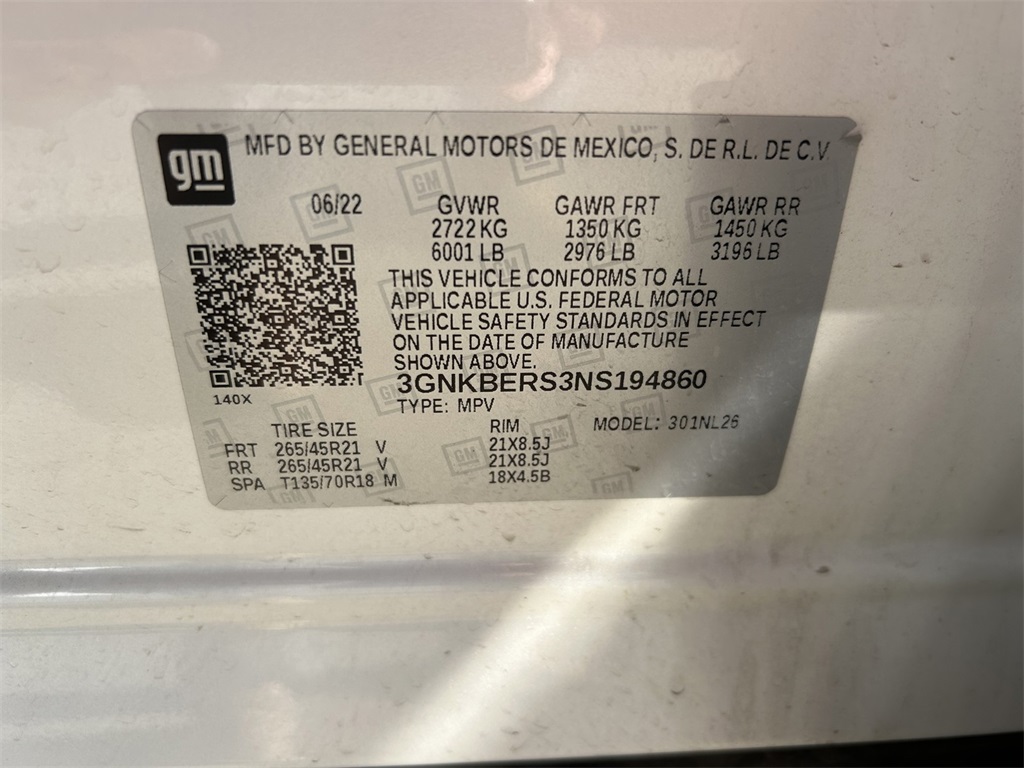 gm
MFD BY GENERAL MOTORS DE MEXICO, S. DE R.L. DE C.V.
06/22 GVWR GAWR FRT GAWR RR
2722 KG 1350 KG 1450 KG
6001 LB 2976 LB 3196 LB
THIS VEHICLE CONFORMS TO ALL
APPLICABLE U.S. FEDERAL MOTOR
VEHICLE SAFETY STANDARDS IN EFFECT
ON THE DATE OF MANUFACTURE
SHOWN ABOVE.
3GNKBERS3NS194860
140X
TYPE: MPV
TIRE SIZE RIM MODEL: 301NL26
FRT 265/45R21 V 21X8.5J
RR 265/45R21 V 21X8.5J
SPA T135/70R18 M 18X4.5B